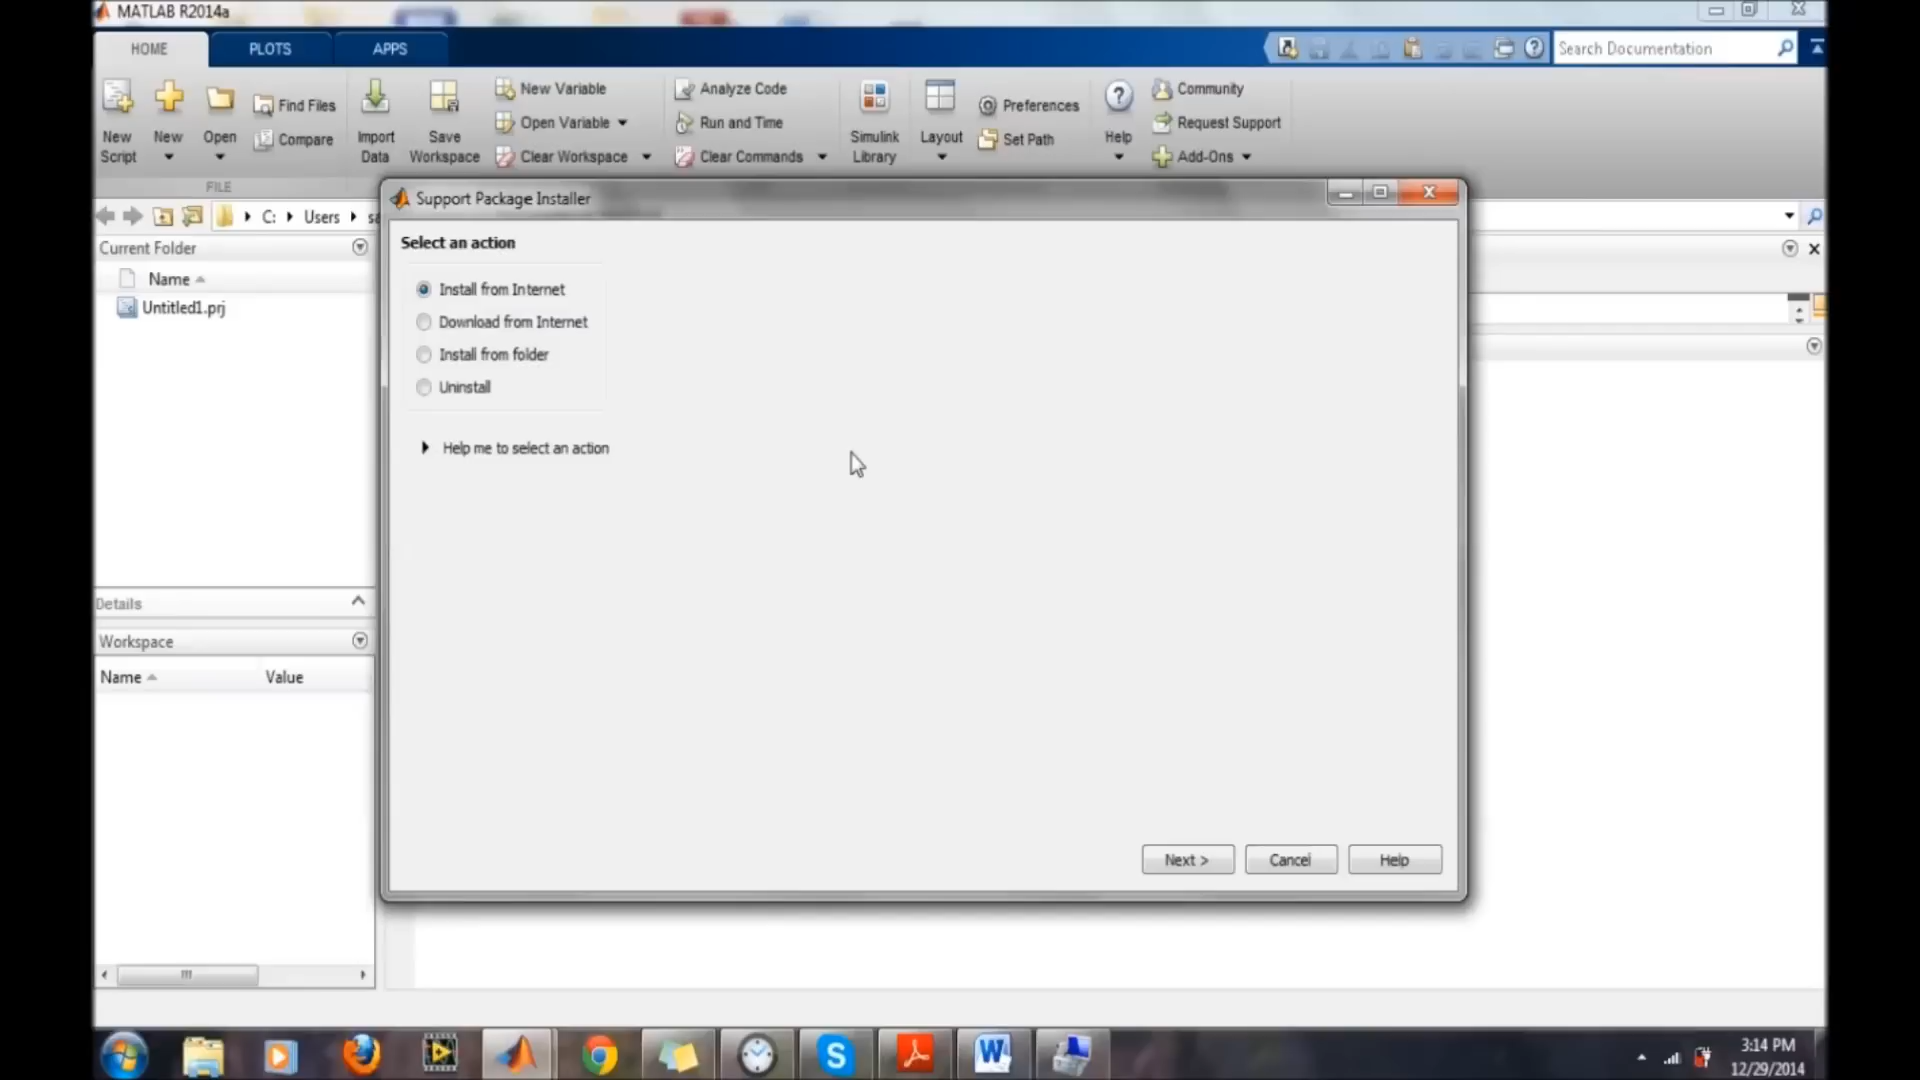 MATLAB R2014a
HOME
PLOTS
APPS
Search Documentation
New Script
New
Open
Find Files
Compare
Import Data
Save Workspace
New Variable
Open Variable
Clear Workspace
Analyze Code
Run and Time
Clear Commands
Simulink Library
Layout
Preferences
Set Path
Help
Community
Request Support
Add-Ons
FILE
C:
Users
Support Package Installer
Current Folder
Name
Untitled1.prj
Select an action
Install from Internet
Download from Internet
Install from folder
Uninstall
Help me to select an action
Details
Workspace
Name
Value
Next >
Cancel
Help
3:14 PM
12/29/2014